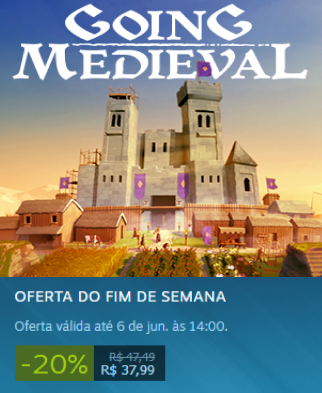 GOING
MEDIEVAL
OFERTA DO FIM DE SEMANA
Oferta válida até 6 de jun. às 14:00.
-20%
R$ 47,49
R$ 37,99